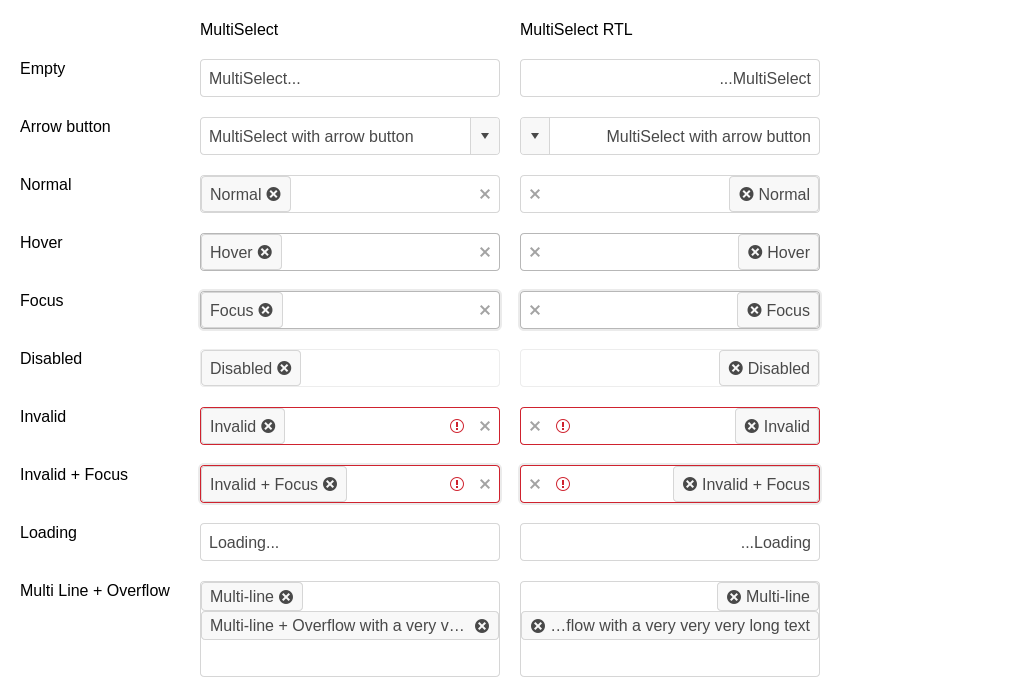 MultiSelect MultiSelect RTL
Empty MultiSelect... ...MultiSelect
Arrow button MultiSelect with arrow button MultiSelect with arrow button
Normal Normal Normal
Hover Hover Hover
Focus Focus Focus
Disabled Disabled Disabled
Invalid Invalid Invalid
Invalid + Focus Invalid + Focus Invalid + Focus
Loading Loading... ...Loading
Multi Line + Overflow Multi-line Multi-line
Multi-line + Overflow with a very v... ...flow with a very very very long text